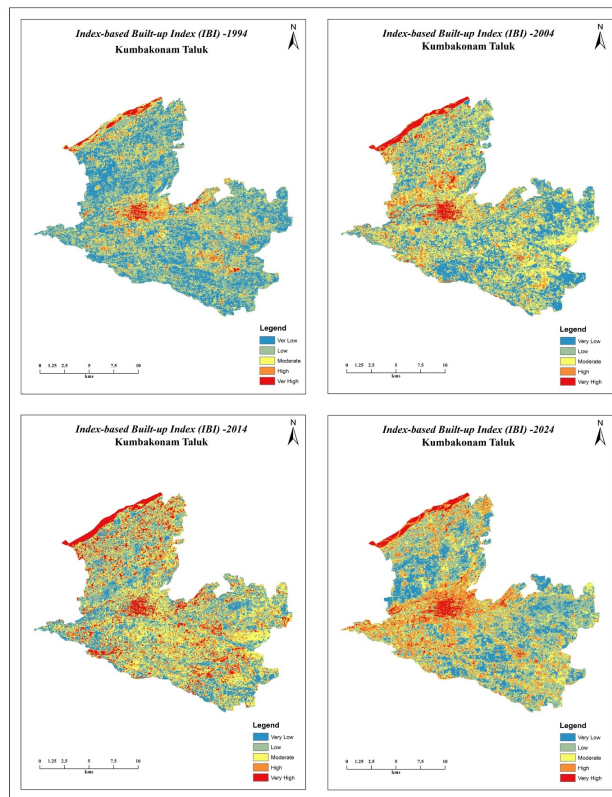 Index-based Built-up Index (IBI) -1994
Kumbakonam Taluk
N
Legend
Ver Low
Low
Moderate
High
Ver High
0 1.25 2.5 5 7.5 10
kms
Index-based Built-up Index (IBI) -2004
Kumbakonam Taluk
N
Legend
Very Low
Low
Moderate
High
Very High
0 1.25 2.5 5 7.5 10
kms
Index-based Built-up Index (IBI) -2014
Kumbakonam Taluk
N
Legend
Very Low
Low
Moderate
High
Very High
0 1.25 2.5 5 7.5 10
kms
Index-based Built-up Index (IBI) -2024
Kumbakonam Taluk
N
Legend
Very Low
Low
Moderate
High
Very High
0 1.25 2.5 5 7.5 10
kms